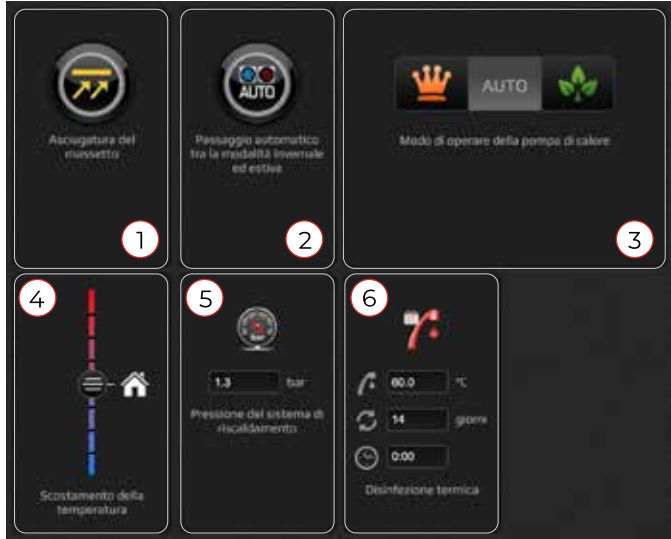 AUTO
Asciugatura del
massetto
1
AUTO
Passaggio automatico
tra la modalità invernale
ed estiva
2
Modo di operare della pompa di calore
3
4
Scostamento della
temperatura
5
1.3 bar
Pressione del sistema di
riscaldamento
6
60.0 °C
14 giorni
0:00
Disinfezione termica